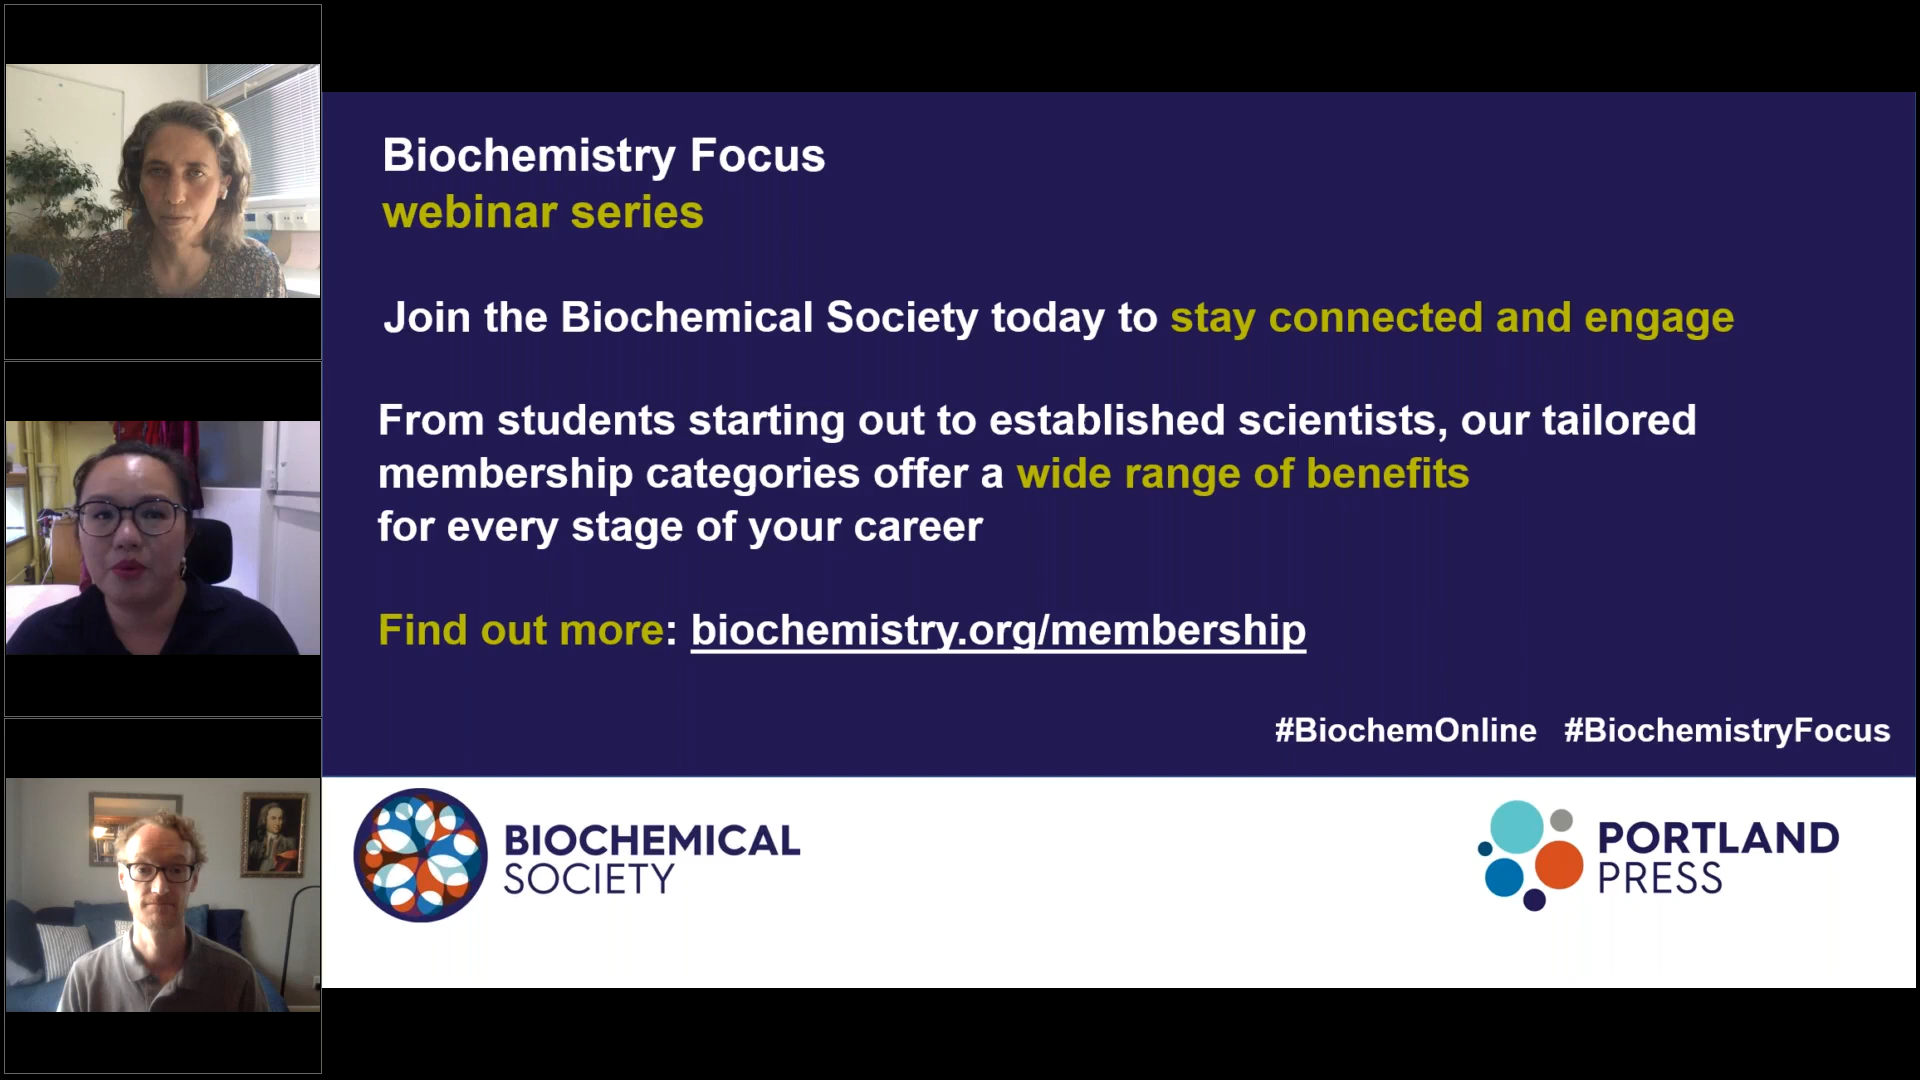 Biochemistry Focus
webinar series
Join the Biochemical Society today to stay connected and engage
From students starting out to established scientists, our tailored
membership categories offer a wide range of benefits
for every stage of your career
Find out more: biochemistry.org/membership
#BiochemOnline #BiochemistryFocus
BIOCHEMICAL
SOCIETY
PORTLAND
PRESS